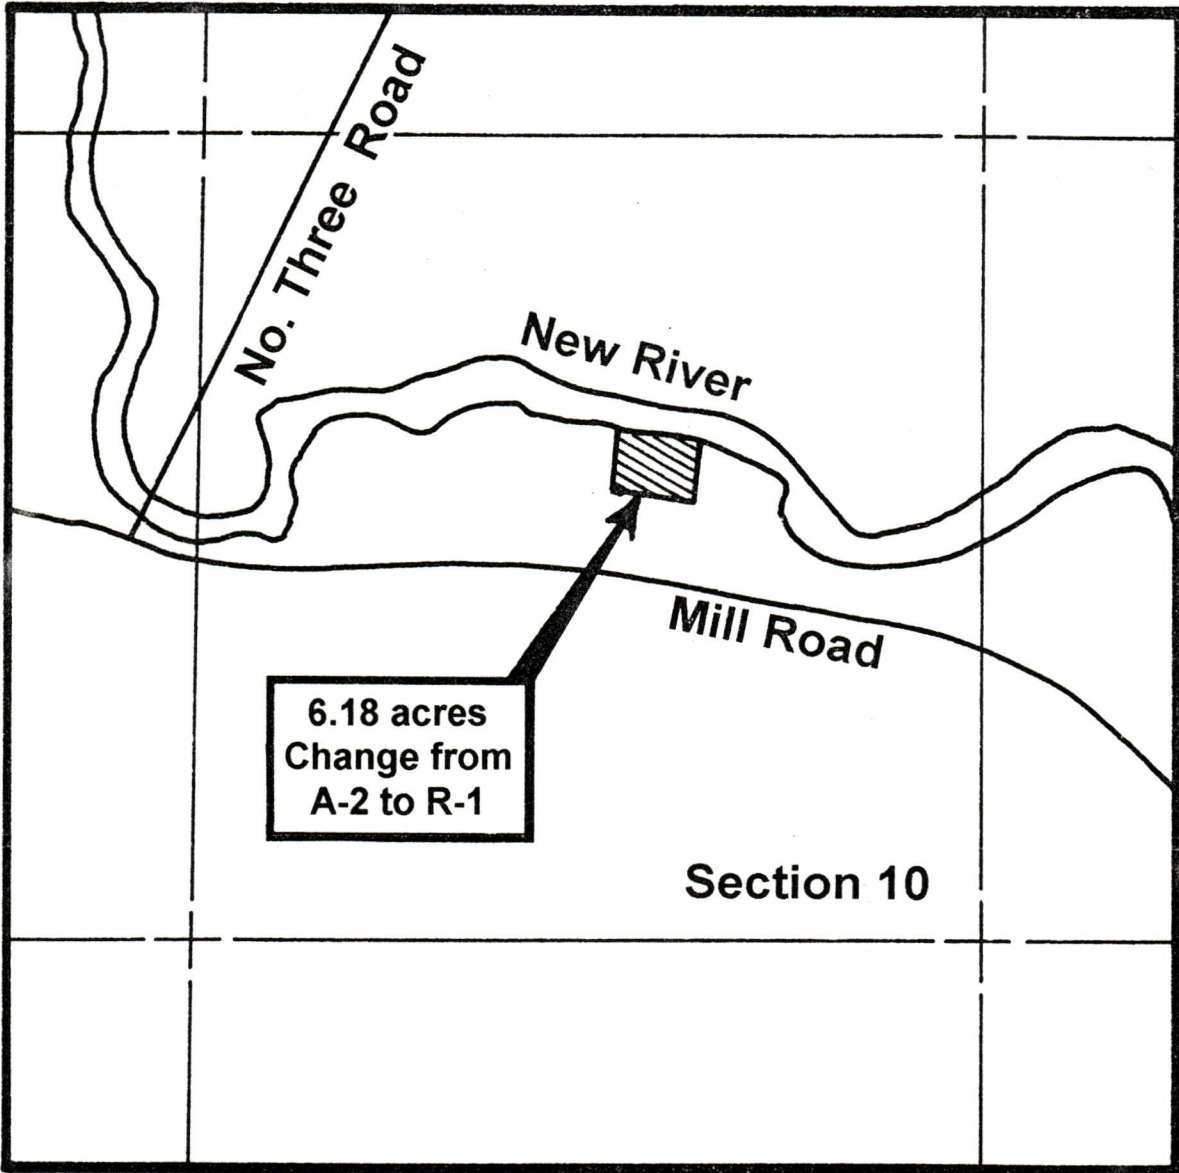 No. Three Road
New River
Mill Road
6.18 acres
Change from
A-2 to R-1
Section 10